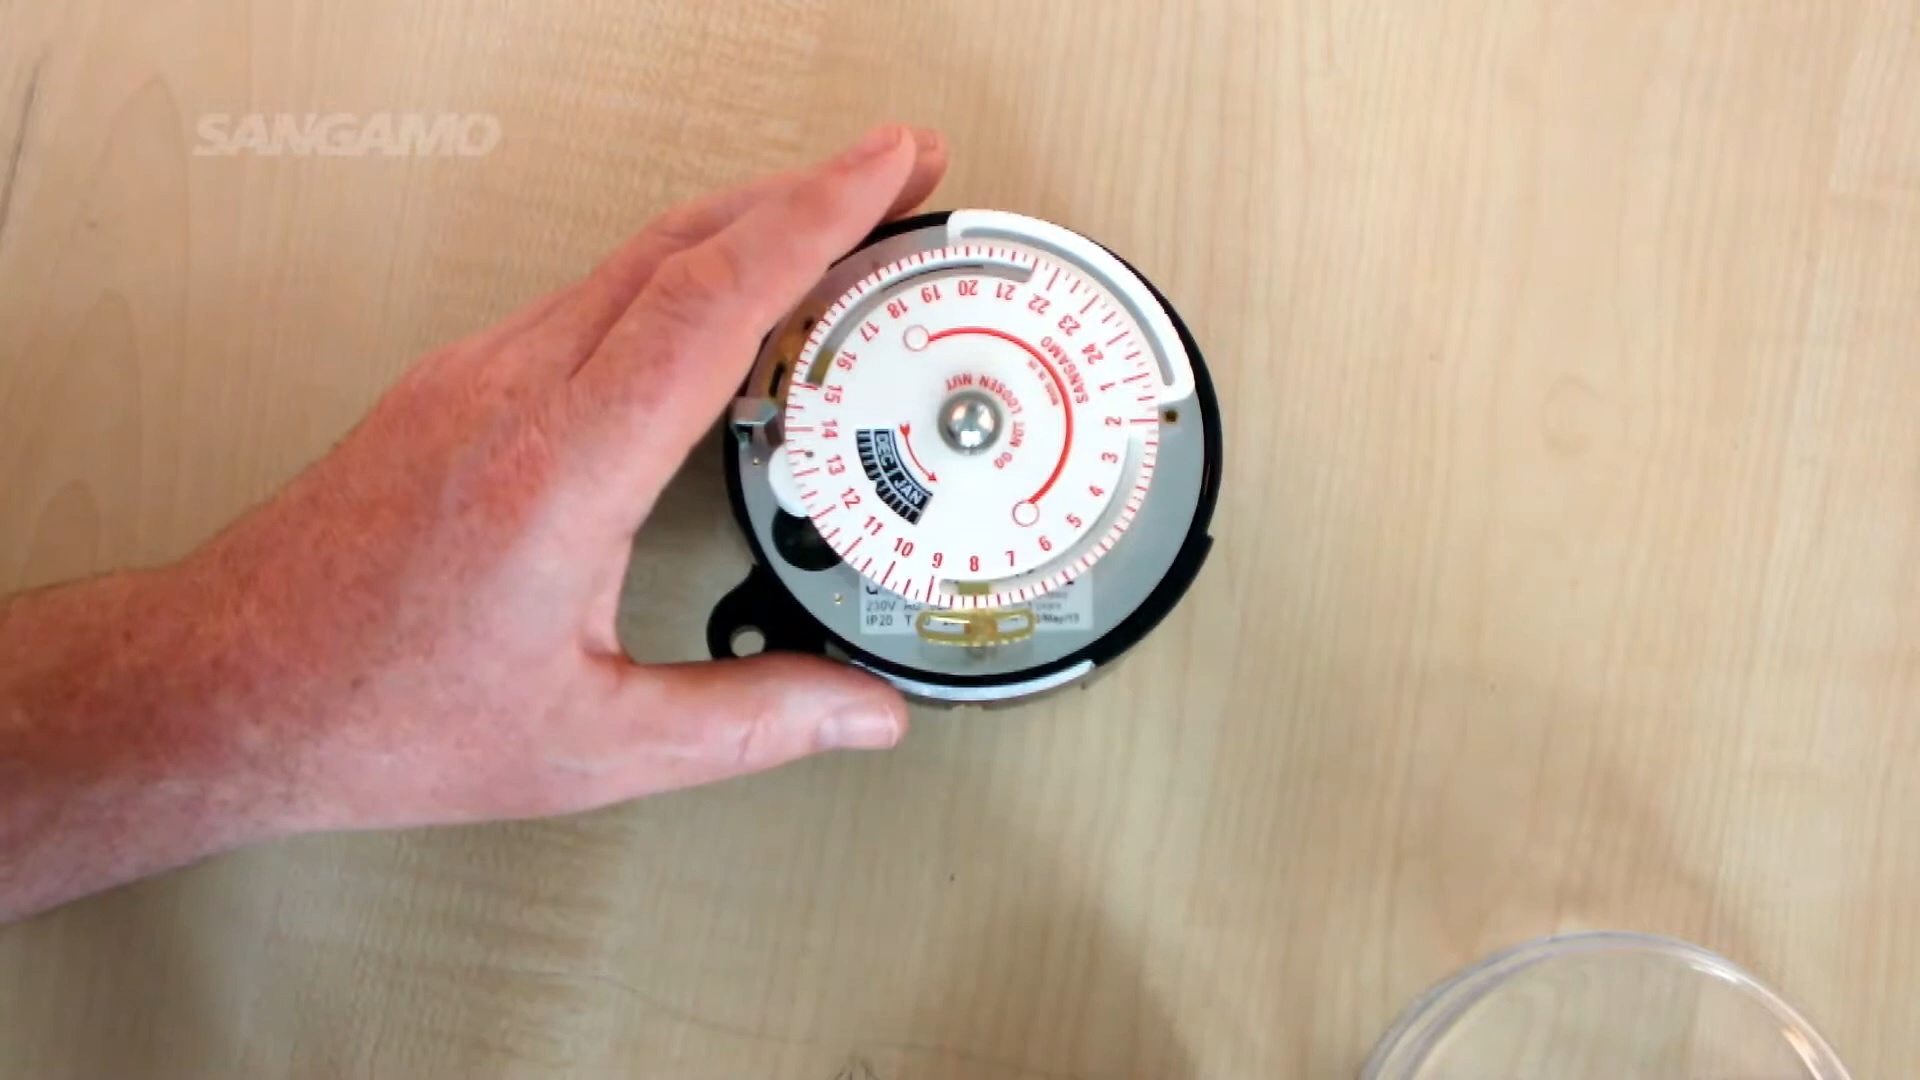 SANGAMO
1 2 3 4 5 6 7 8 9 10 11 12 13 14 15 16 17 18 19 20 21 22 23 24
SANGAMO
DO NOT LOOSEN NUT
DEC JAN
230V
IP20 T